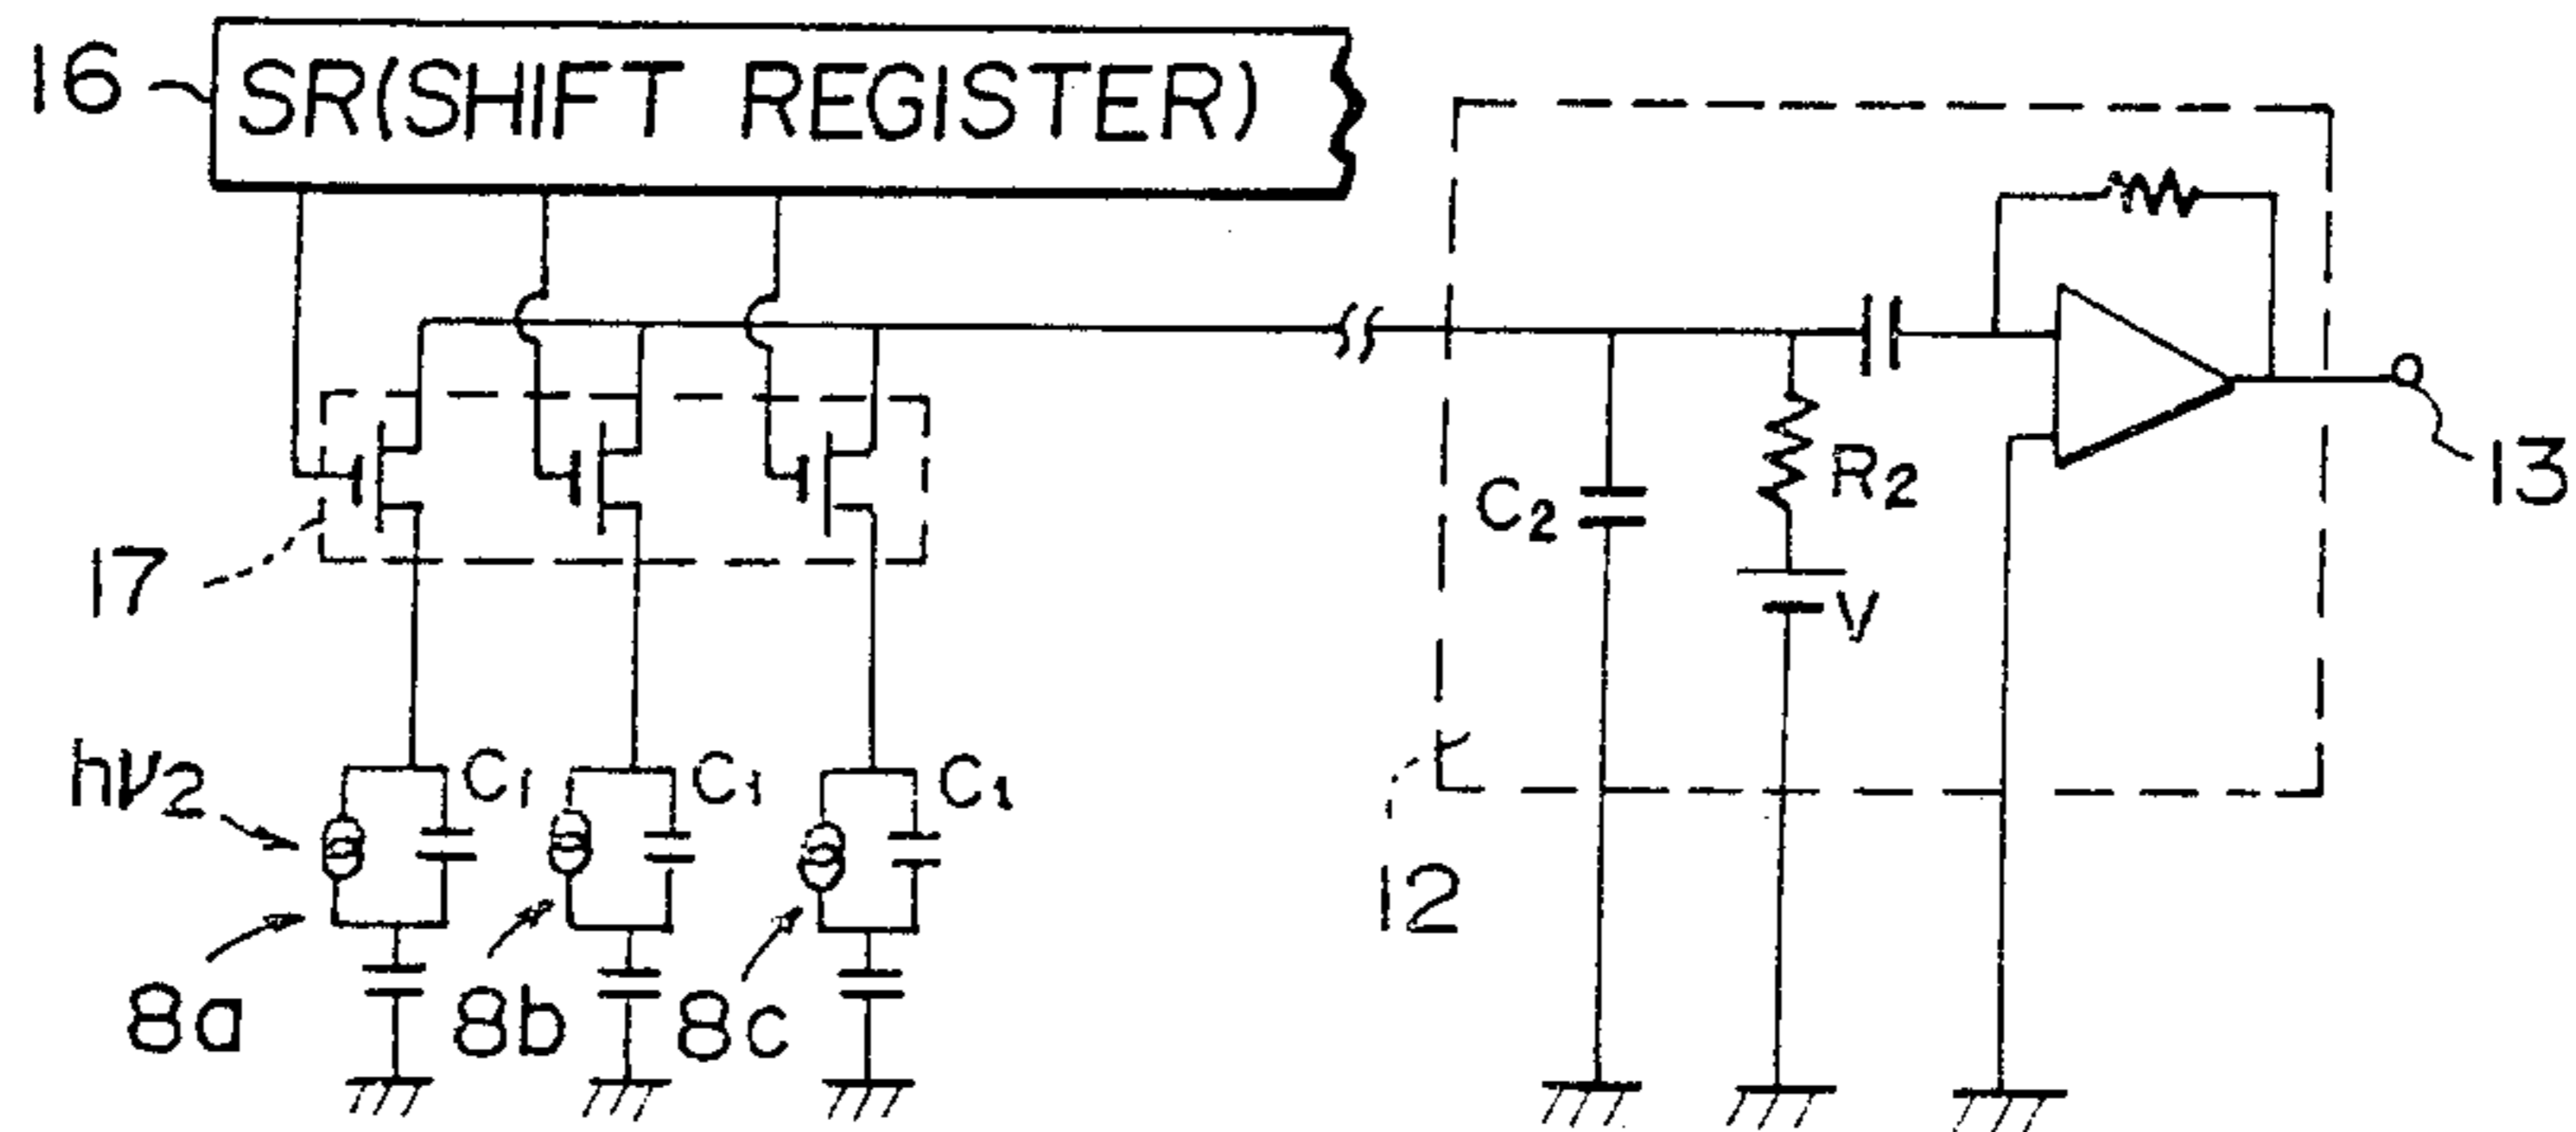 16
SR(SHIFT REGISTER)
17
C₂
R₂
V
13
hν₂
C₁
C₁
C₁
12
8a
8b
8c